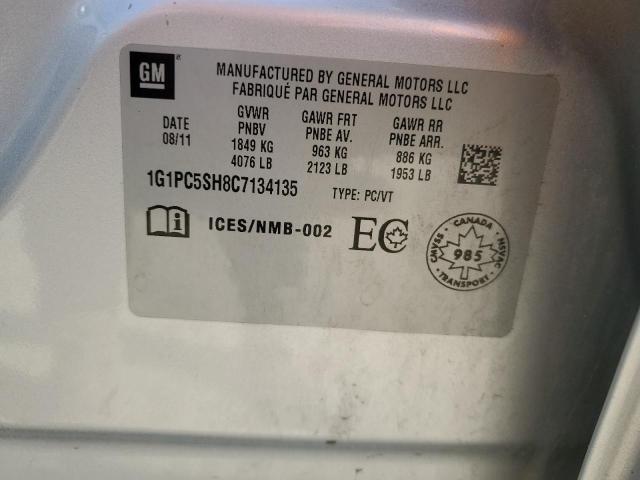 GM
MANUFACTURED BY GENERAL MOTORS LLC
FABRIQUÉ PAR GENERAL MOTORS LLC
DATE
08/11
GVWR
PNBV
1849 KG
4076 LB
GAWR FRT
PNBE AV.
963 KG
2123 LB
GAWR RR
PNBE ARR.
886 KG
1953 LB
1G1PC5SH8C7134135
TYPE: PC/VT
ICES/NMB-002
EC
CANADA
CMVSS
985
NSVAC
TRANSPORT